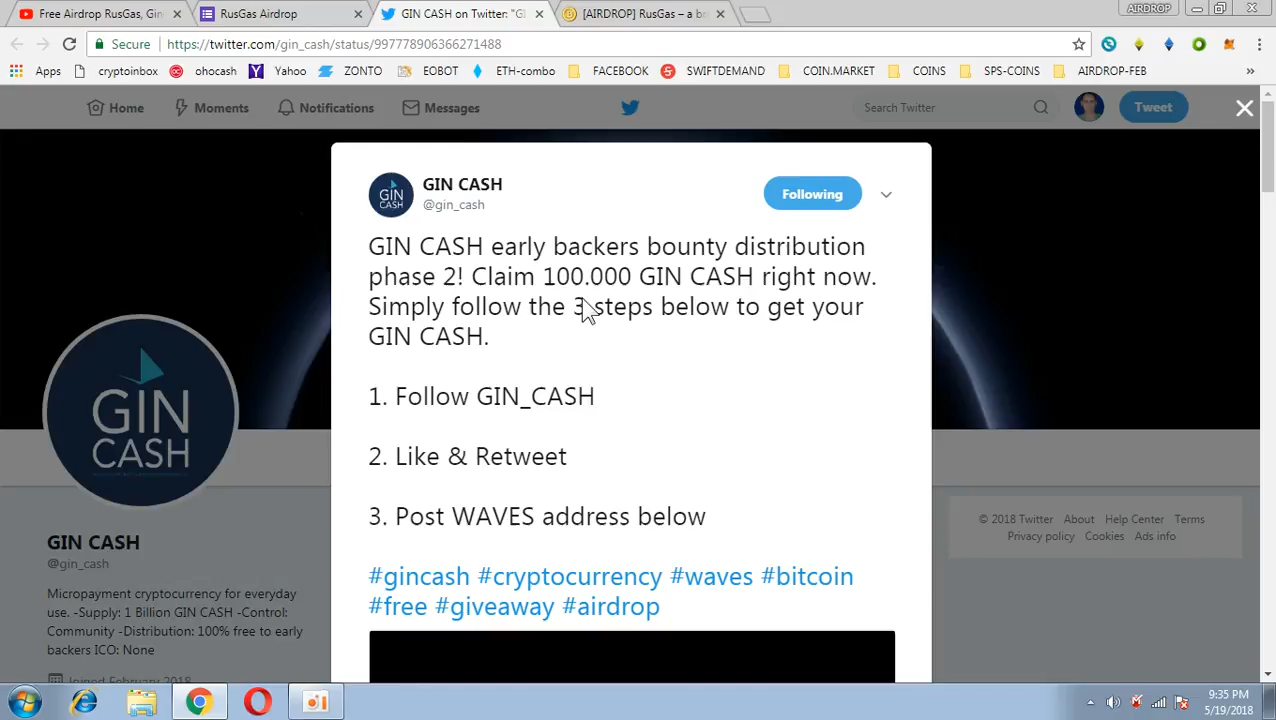 Free Airdrop RusGas, Gin
RusGas Airdrop
GIN CASH on Twitter: "GI
[AIRDROP] RusGas – a bo
AIRDROP
Secure
https://twitter.com/gin_cash/status/997778906366271488
Apps
cryptoinbox
ohocash
Yahoo
ZONTO
EOBOT
ETH-combo
FACEBOOK
SWIFTDEMAND
COIN.MARKET
COINS
SPS-COINS
AIRDROP-FEB
»
Home
Moments
Notifications
Messages
Search Twitter
Tweet
GIN CASH
GIN CASH
@gin_cash
Following
GIN CASH early backers bounty distribution
phase 2! Claim 100.000 GIN CASH right now.
Simply follow the 3 steps below to get your
GIN CASH.
1. Follow GIN_CASH
2. Like & Retweet
3. Post WAVES address below
#gincash #cryptocurrency #waves #bitcoin
#free #giveaway #airdrop
GIN
CASH
GIN CASH
@gin_cash
Micropayment cryptocurrency for everyday
use. -Supply: 1 Billion GIN CASH -Control:
Community -Distribution: 100% free to early
backers ICO: None
Joined February 2018
© 2018 Twitter About Help Center Terms
Privacy policy Cookies Ads info
9:35 PM
5/19/2018